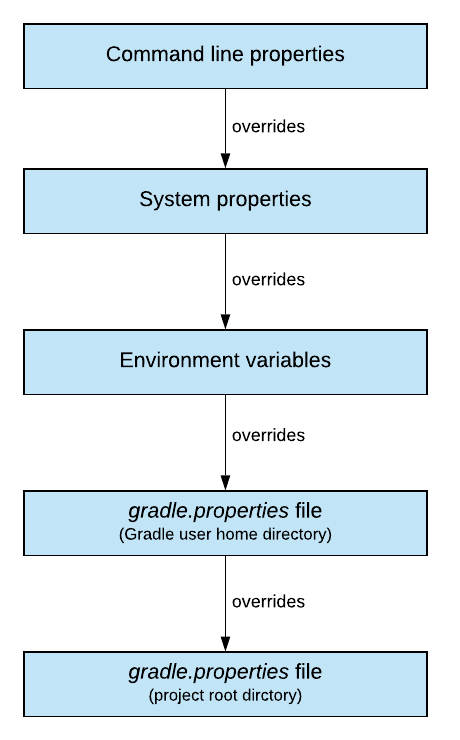 Command line properties
overrides
System properties
overrides
Environment variables
overrides
gradle.properties file
(Gradle user home directory)
overrides
gradle.properties file
(project root dirctory)